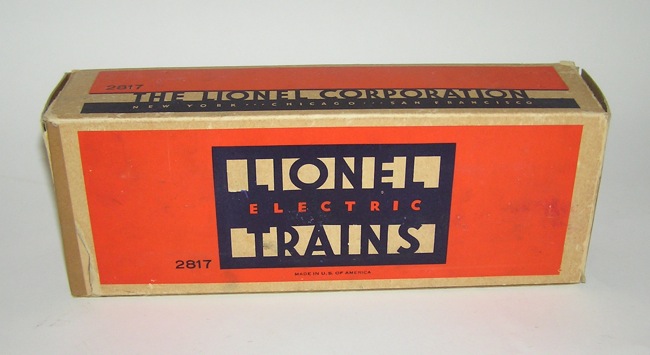 2817
THE LIONEL CORPORATION
NEW YORK ··· CHICAGO ··· SAN FRANCISCO
LIONEL
ELECTRIC
TRAINS
2817
MADE IN U.S. OF AMERICA